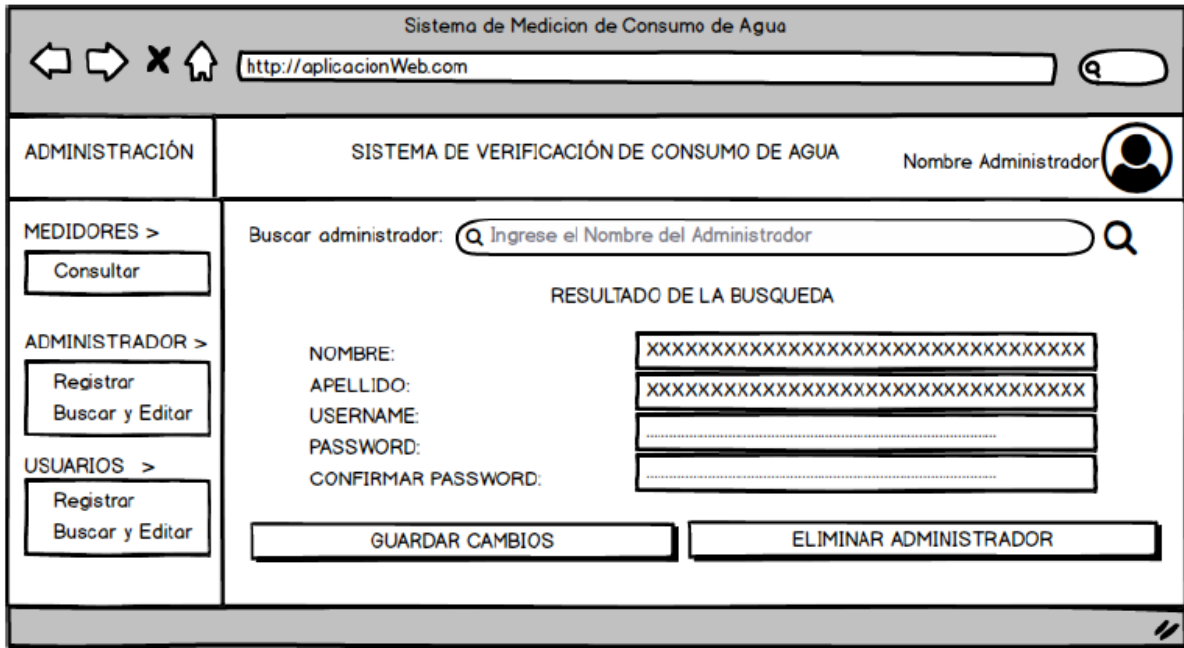 Sistema de Medicion de Consumo de Agua
http://aplicacionWeb.com
ADMINISTRACIÓN
SISTEMA DE VERIFICACIÓN DE CONSUMO DE AGUA
Nombre Administrador
MEDIDORES >
Consultar
ADMINISTRADOR >
Registrar
Buscar y Editar
USUARIOS >
Registrar
Buscar y Editar
Buscar administrador:
Ingrese el Nombre del Administrador
RESULTADO DE LA BUSQUEDA
NOMBRE: XXXXXXXXXXXXXXXXXXXXXXXXXXXXXXXXXX
APELLIDO: XXXXXXXXXXXXXXXXXXXXXXXXXXXXXXXXXX
USERNAME:
PASSWORD:
CONFIRMAR PASSWORD:
GUARDAR CAMBIOS
ELIMINAR ADMINISTRADOR